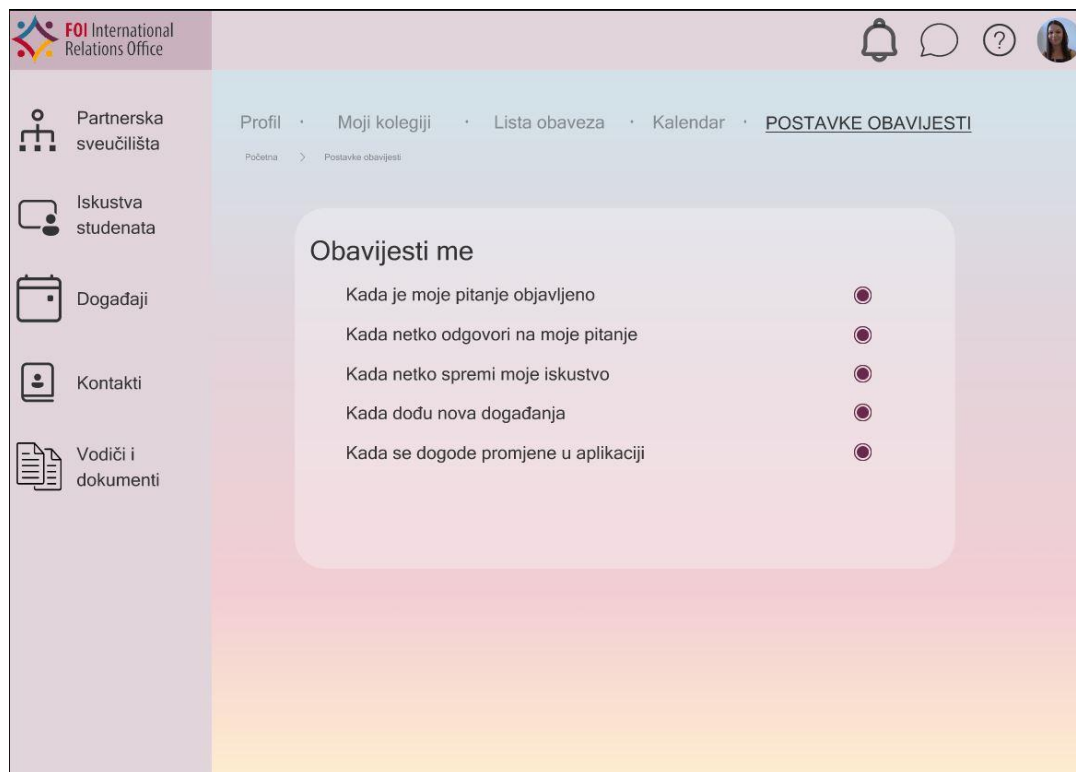 FOI International
Relations Office
Partnerska
sveučilišta
Iskustva
studenata
Događaji
Kontakti
Vodiči i
dokumenti
Profil · Moji kolegiji · Lista obaveza · Kalendar · POSTAVKE OBAVIJESTI
Početna > Postavke obavijesti
Obavijesti me
Kada je moje pitanje objavljeno
Kada netko odgovori na moje pitanje
Kada netko spremi moje iskustvo
Kada dođu nova događanja
Kada se dogode promjene u aplikaciji